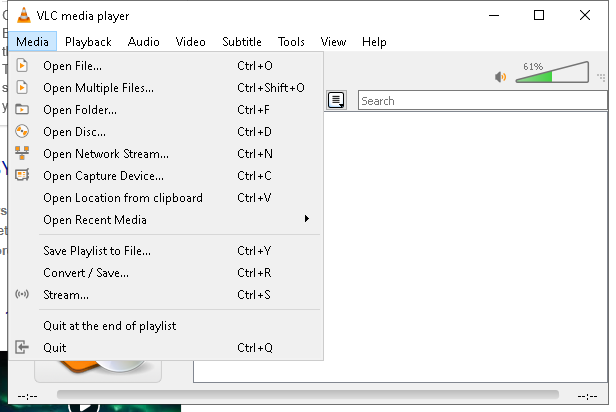 VLC media player
Media Playback Audio Video Subtitle Tools View Help
61%
Search
Open File... Ctrl+O
Open Multiple Files... Ctrl+Shift+O
Open Folder... Ctrl+F
Open Disc... Ctrl+D
Open Network Stream... Ctrl+N
Open Capture Device... Ctrl+C
Open Location from clipboard Ctrl+V
Open Recent Media
Save Playlist to File... Ctrl+Y
Convert / Save... Ctrl+R
Stream... Ctrl+S
Quit at the end of playlist
Quit Ctrl+Q
--:-- --:--